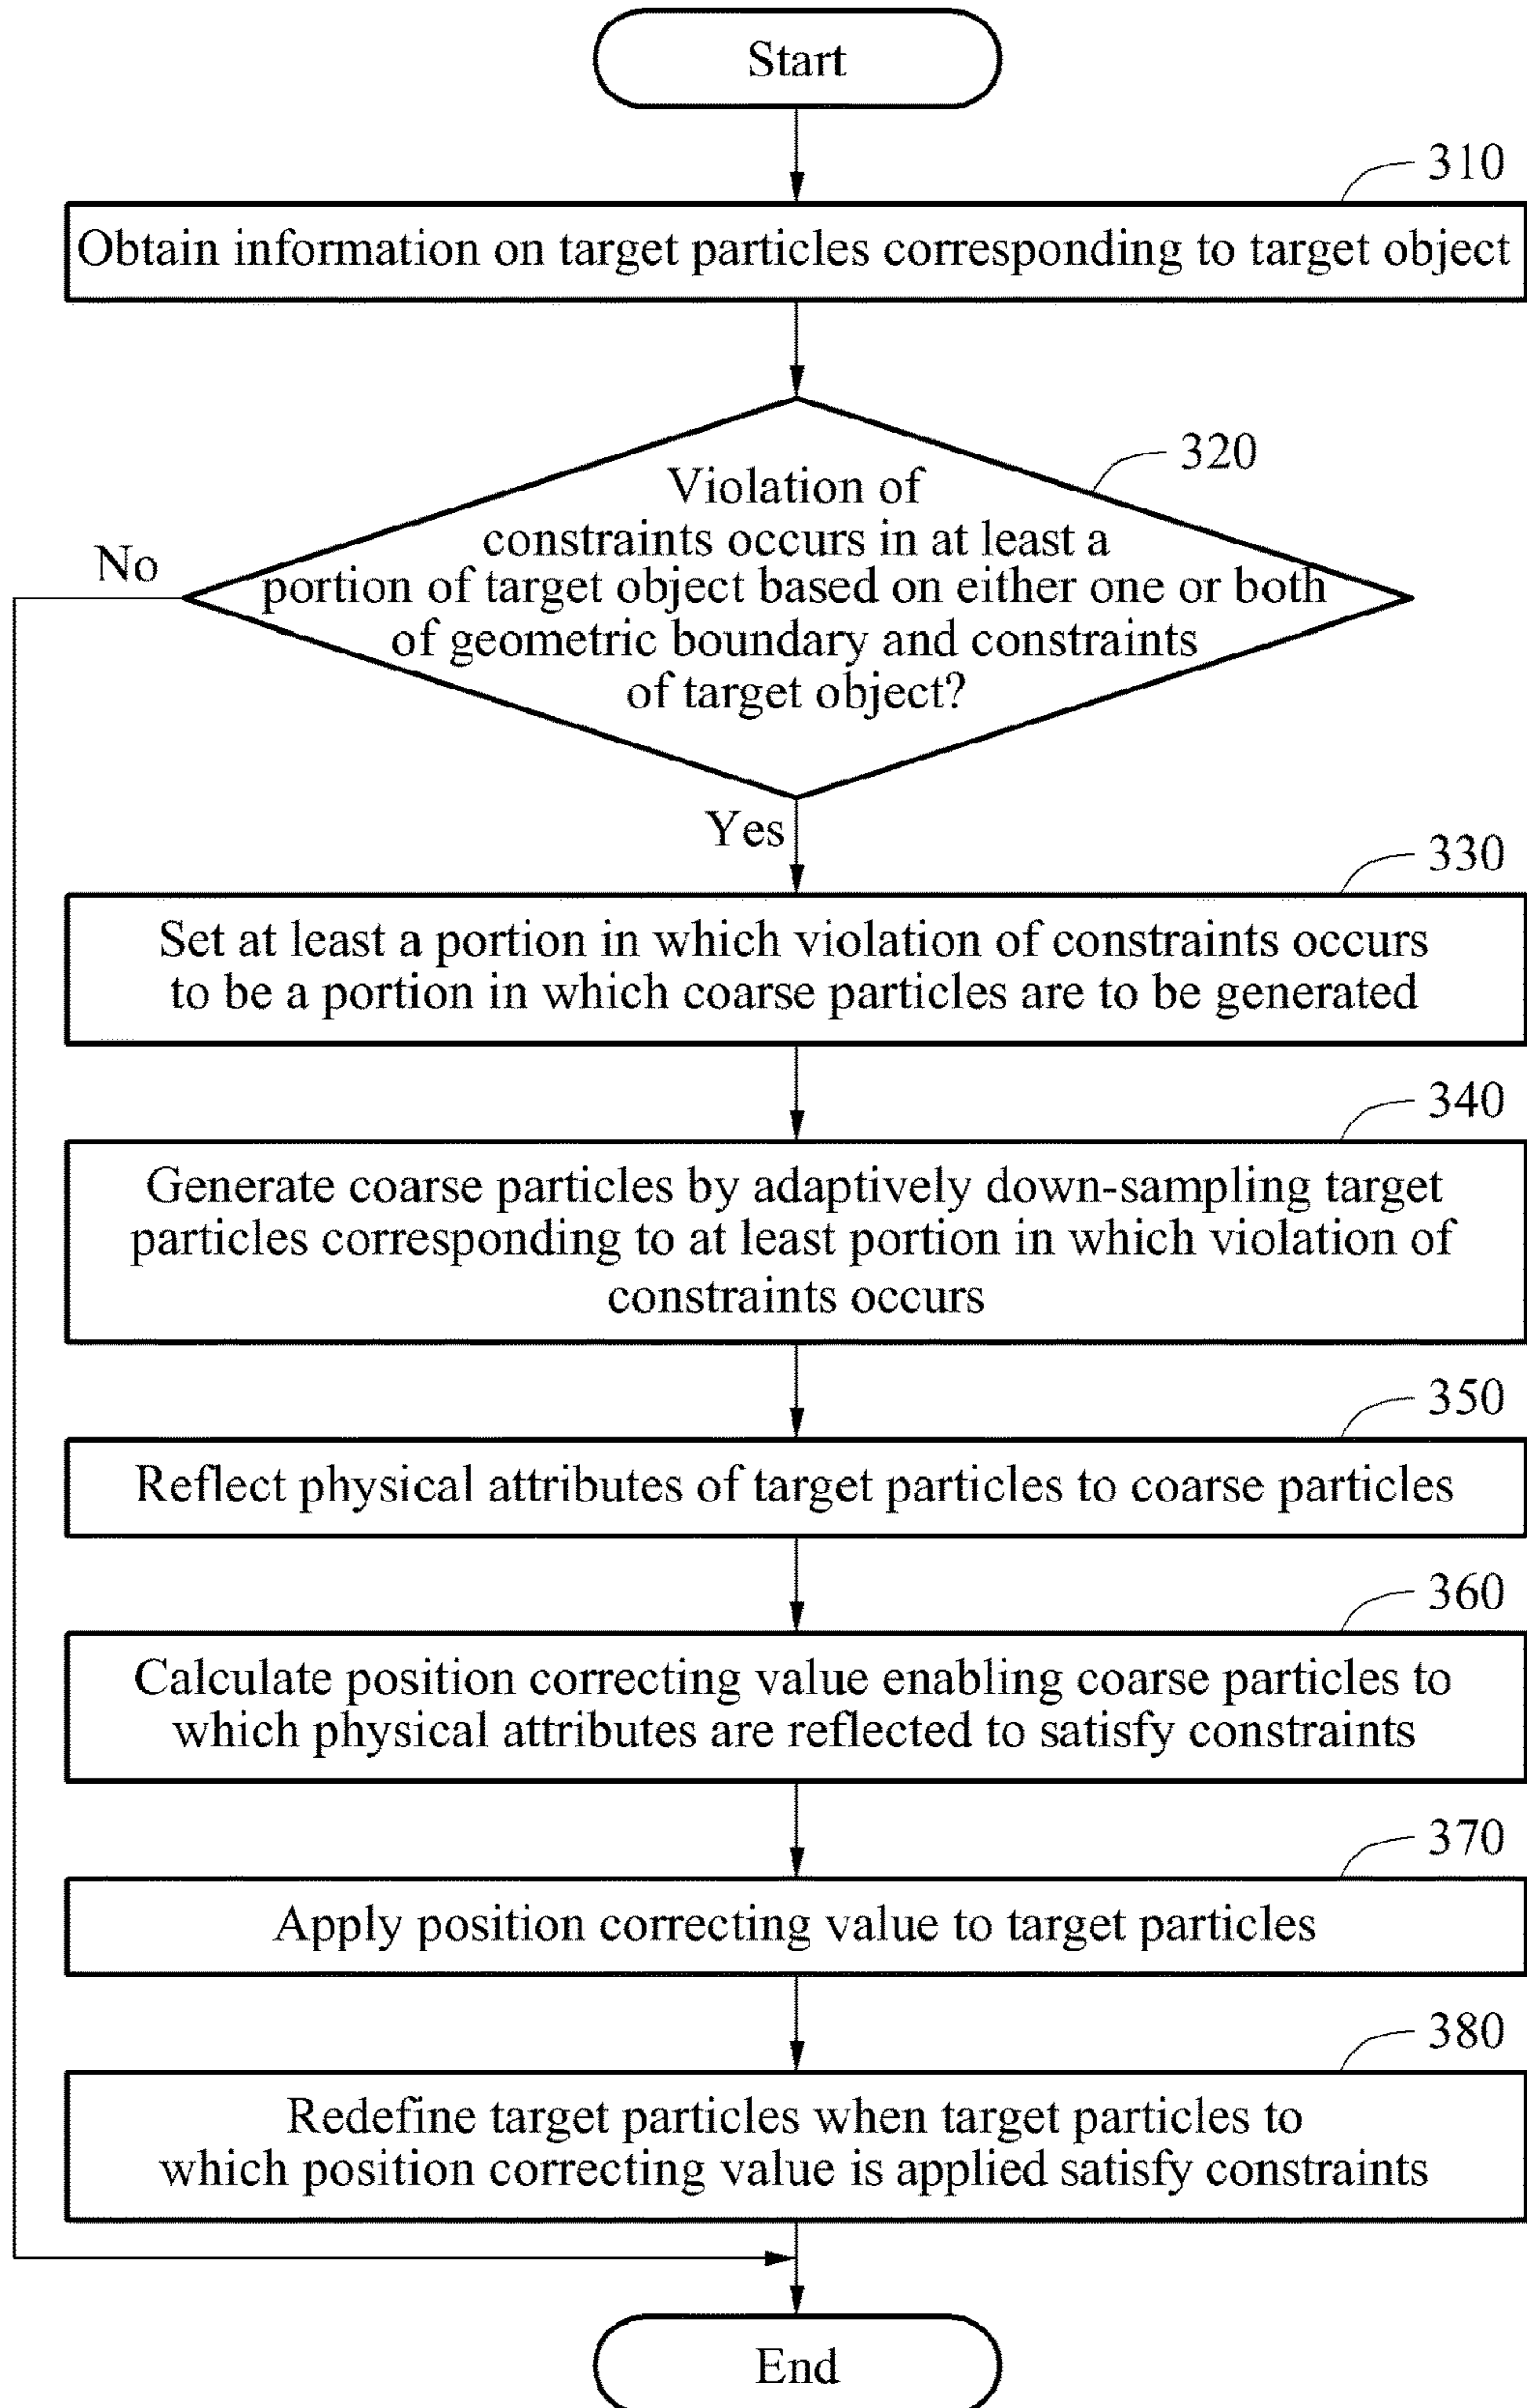 Start
310
Obtain information on target particles corresponding to target object
320
Violation of
constraints occurs in at least a
portion of target object based on either one or both
of geometric boundary and constraints
of target object?
No
Yes
330
Set at least a portion in which violation of constraints occurs
to be a portion in which coarse particles are to be generated
340
Generate coarse particles by adaptively down-sampling target
particles corresponding to at least portion in which violation of
constraints occurs
350
Reflect physical attributes of target particles to coarse particles
360
Calculate position correcting value enabling coarse particles to
which physical attributes are reflected to satisfy constraints
370
Apply position correcting value to target particles
380
Redefine target particles when target particles to
which position correcting value is applied satisfy constraints
End